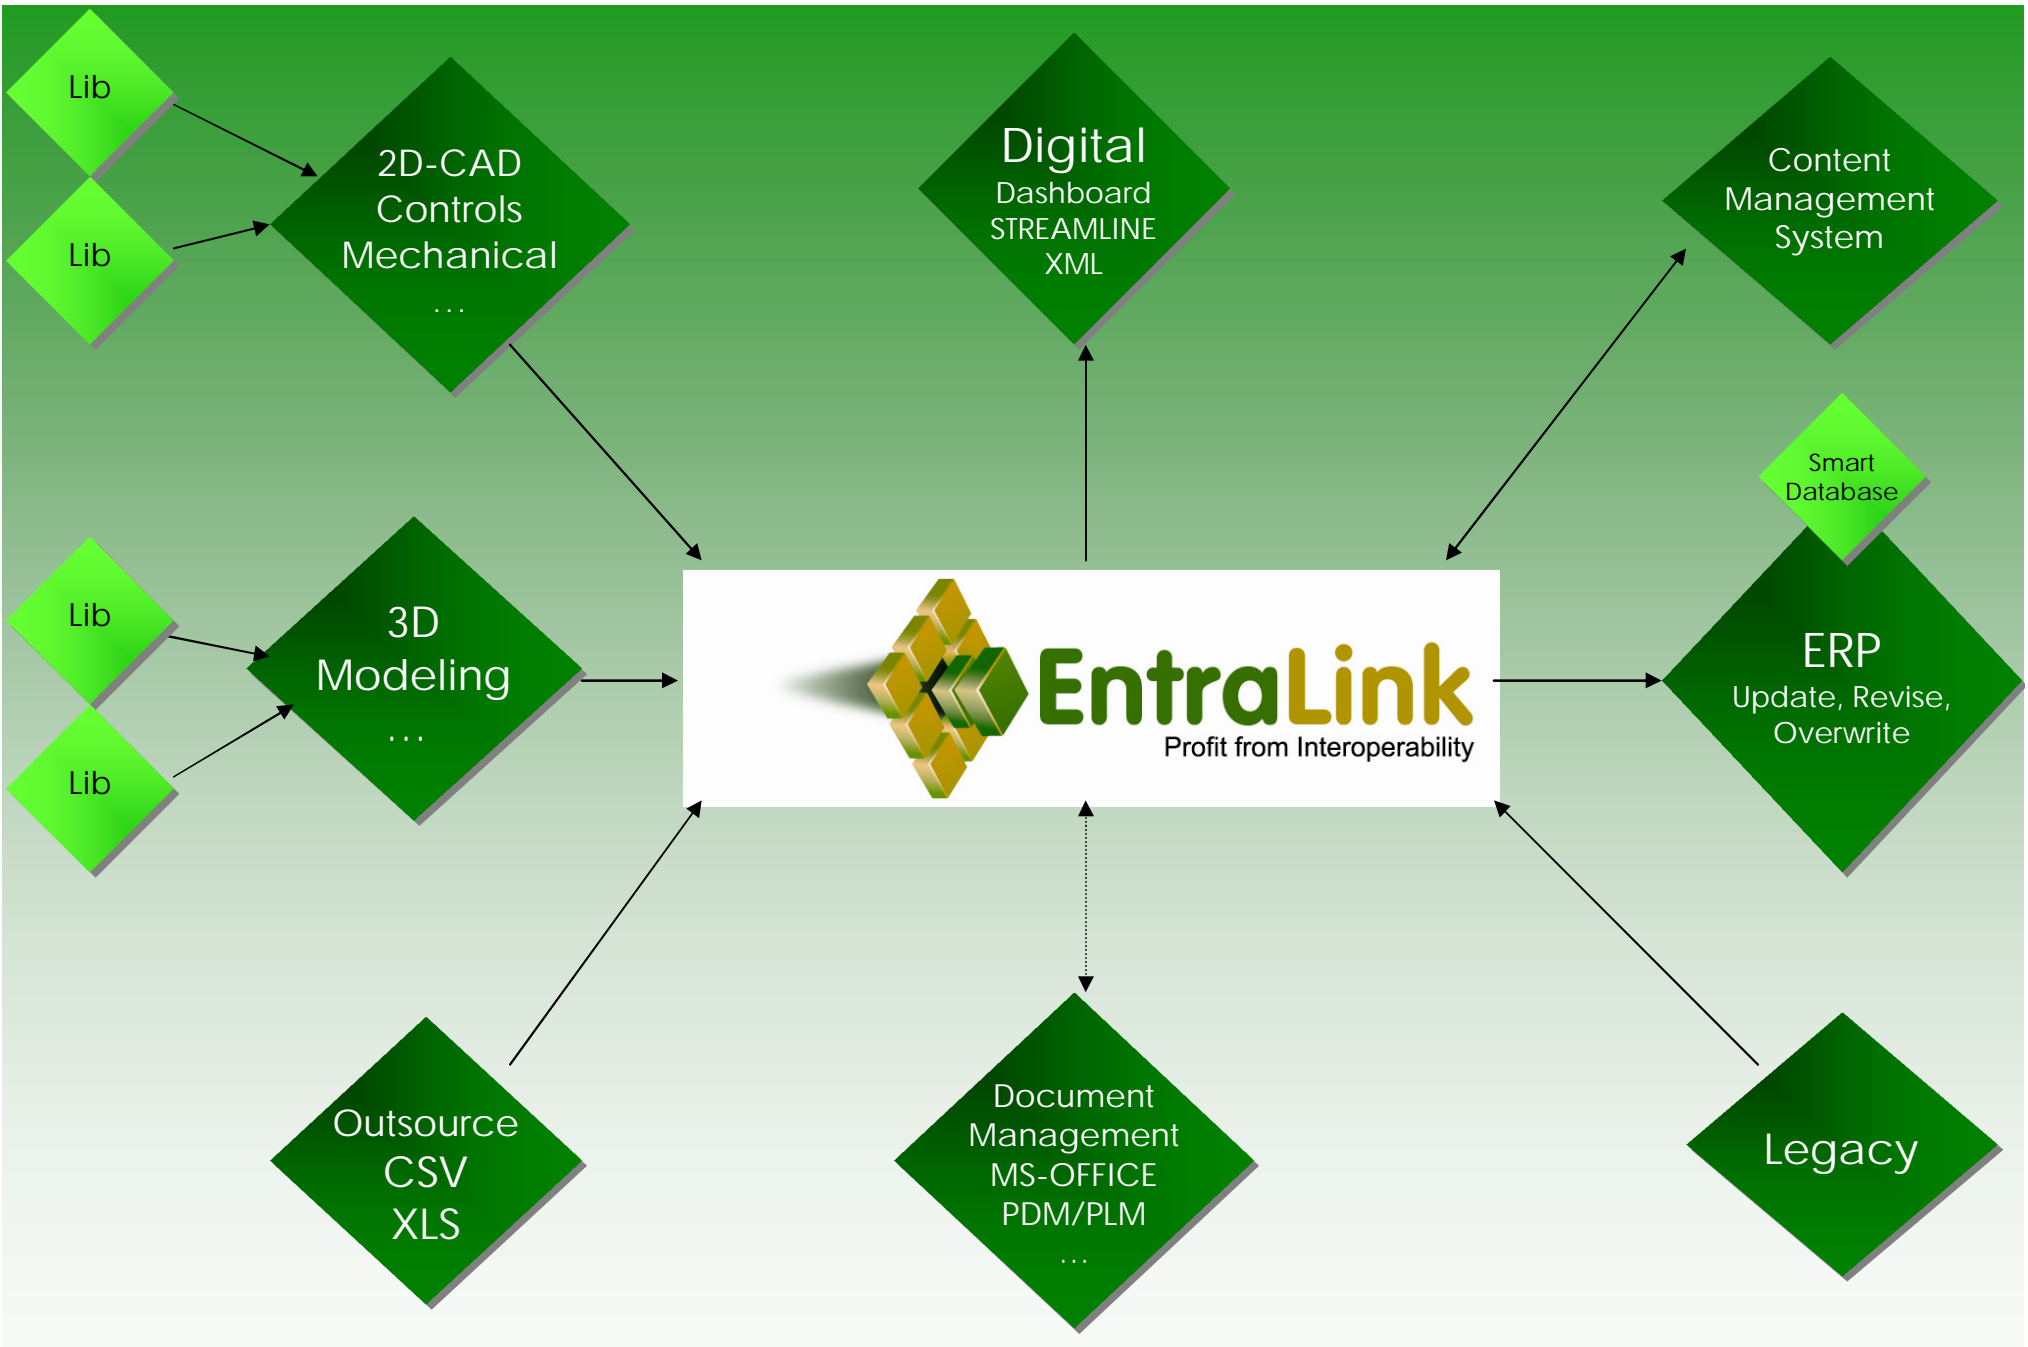 Lib
Lib
2D-CAD
Controls
Mechanical
...
Digital
Dashboard
STREAMLINE
XML
Content
Management
System
Smart
Database
Lib
Lib
3D
Modeling
...
EntraLink
Profit from Interoperability
ERP
Update, Revise,
Overwrite
Outsource
CSV
XLS
Document
Management
MS-OFFICE
PDM/PLM
...
Legacy